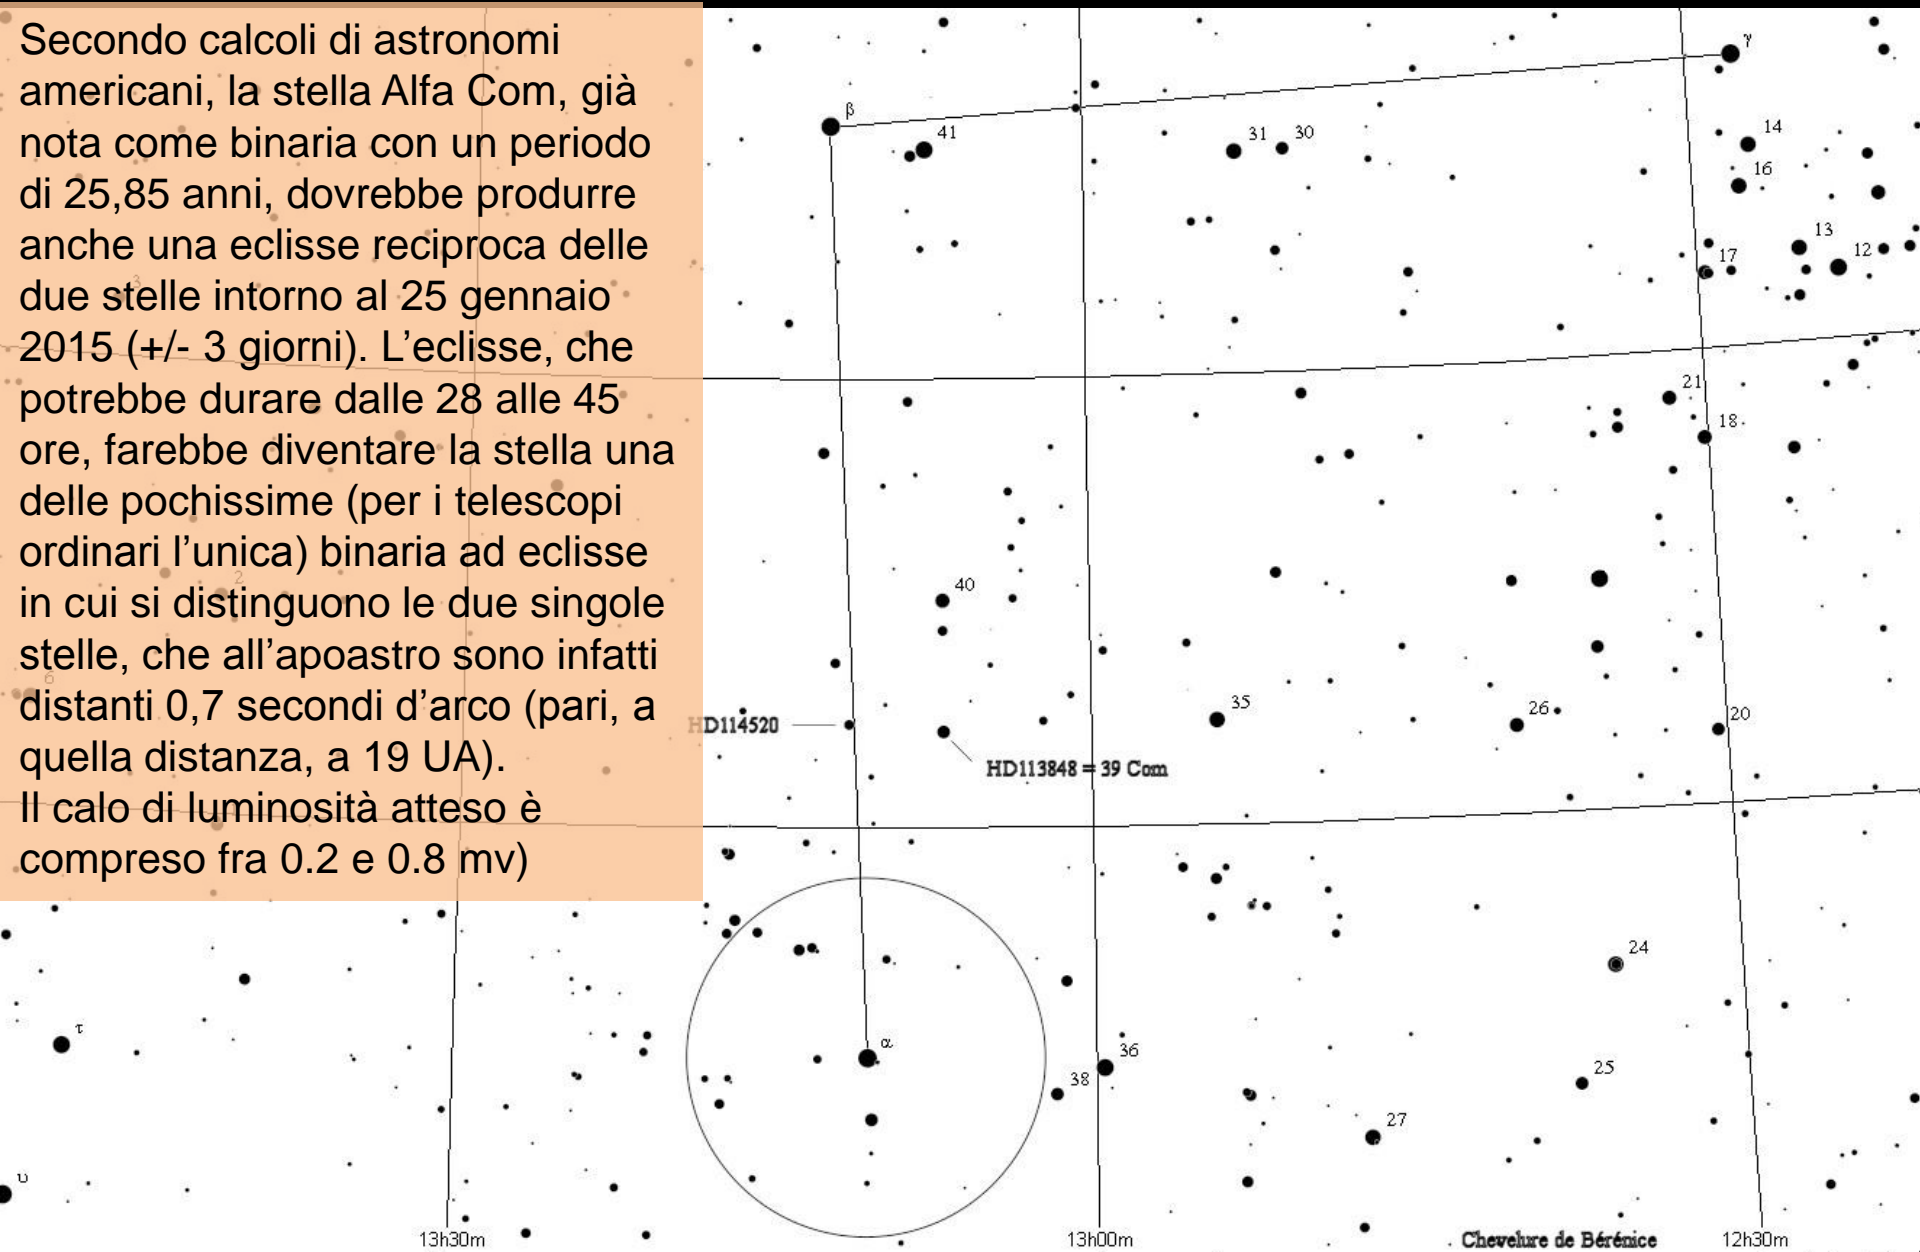 Secondo calcoli di astronomi
americani, la stella Alfa Com, già
nota come binaria con un periodo
di 25,85 anni, dovrebbe produrre
anche una eclisse reciproca delle
due stelle intorno al 25 gennaio
2015 (+/- 3 giorni). L’eclisse, che
potrebbe durare dalle 28 alle 45
ore, farebbe diventare la stella una
delle pochissime (per i telescopi
ordinari l’unica) binaria ad eclisse
in cui si distinguono le due singole
stelle, che all’apoastro sono infatti
distanti 0,7 secondi d’arco (pari, a
quella distanza, a 19 UA).
Il calo di luminosità atteso è
compreso fra 0.2 e 0.8 mv)
γ
β
41
31 30
14
16
13
12
17
3
21
18
2
40
6
35
26
20
HD114520
HD113848 = 39 Com
24
τ
α
36
38
25
27
υ
13h30m
13h00m
Chevelure de Bérénice
12h30m